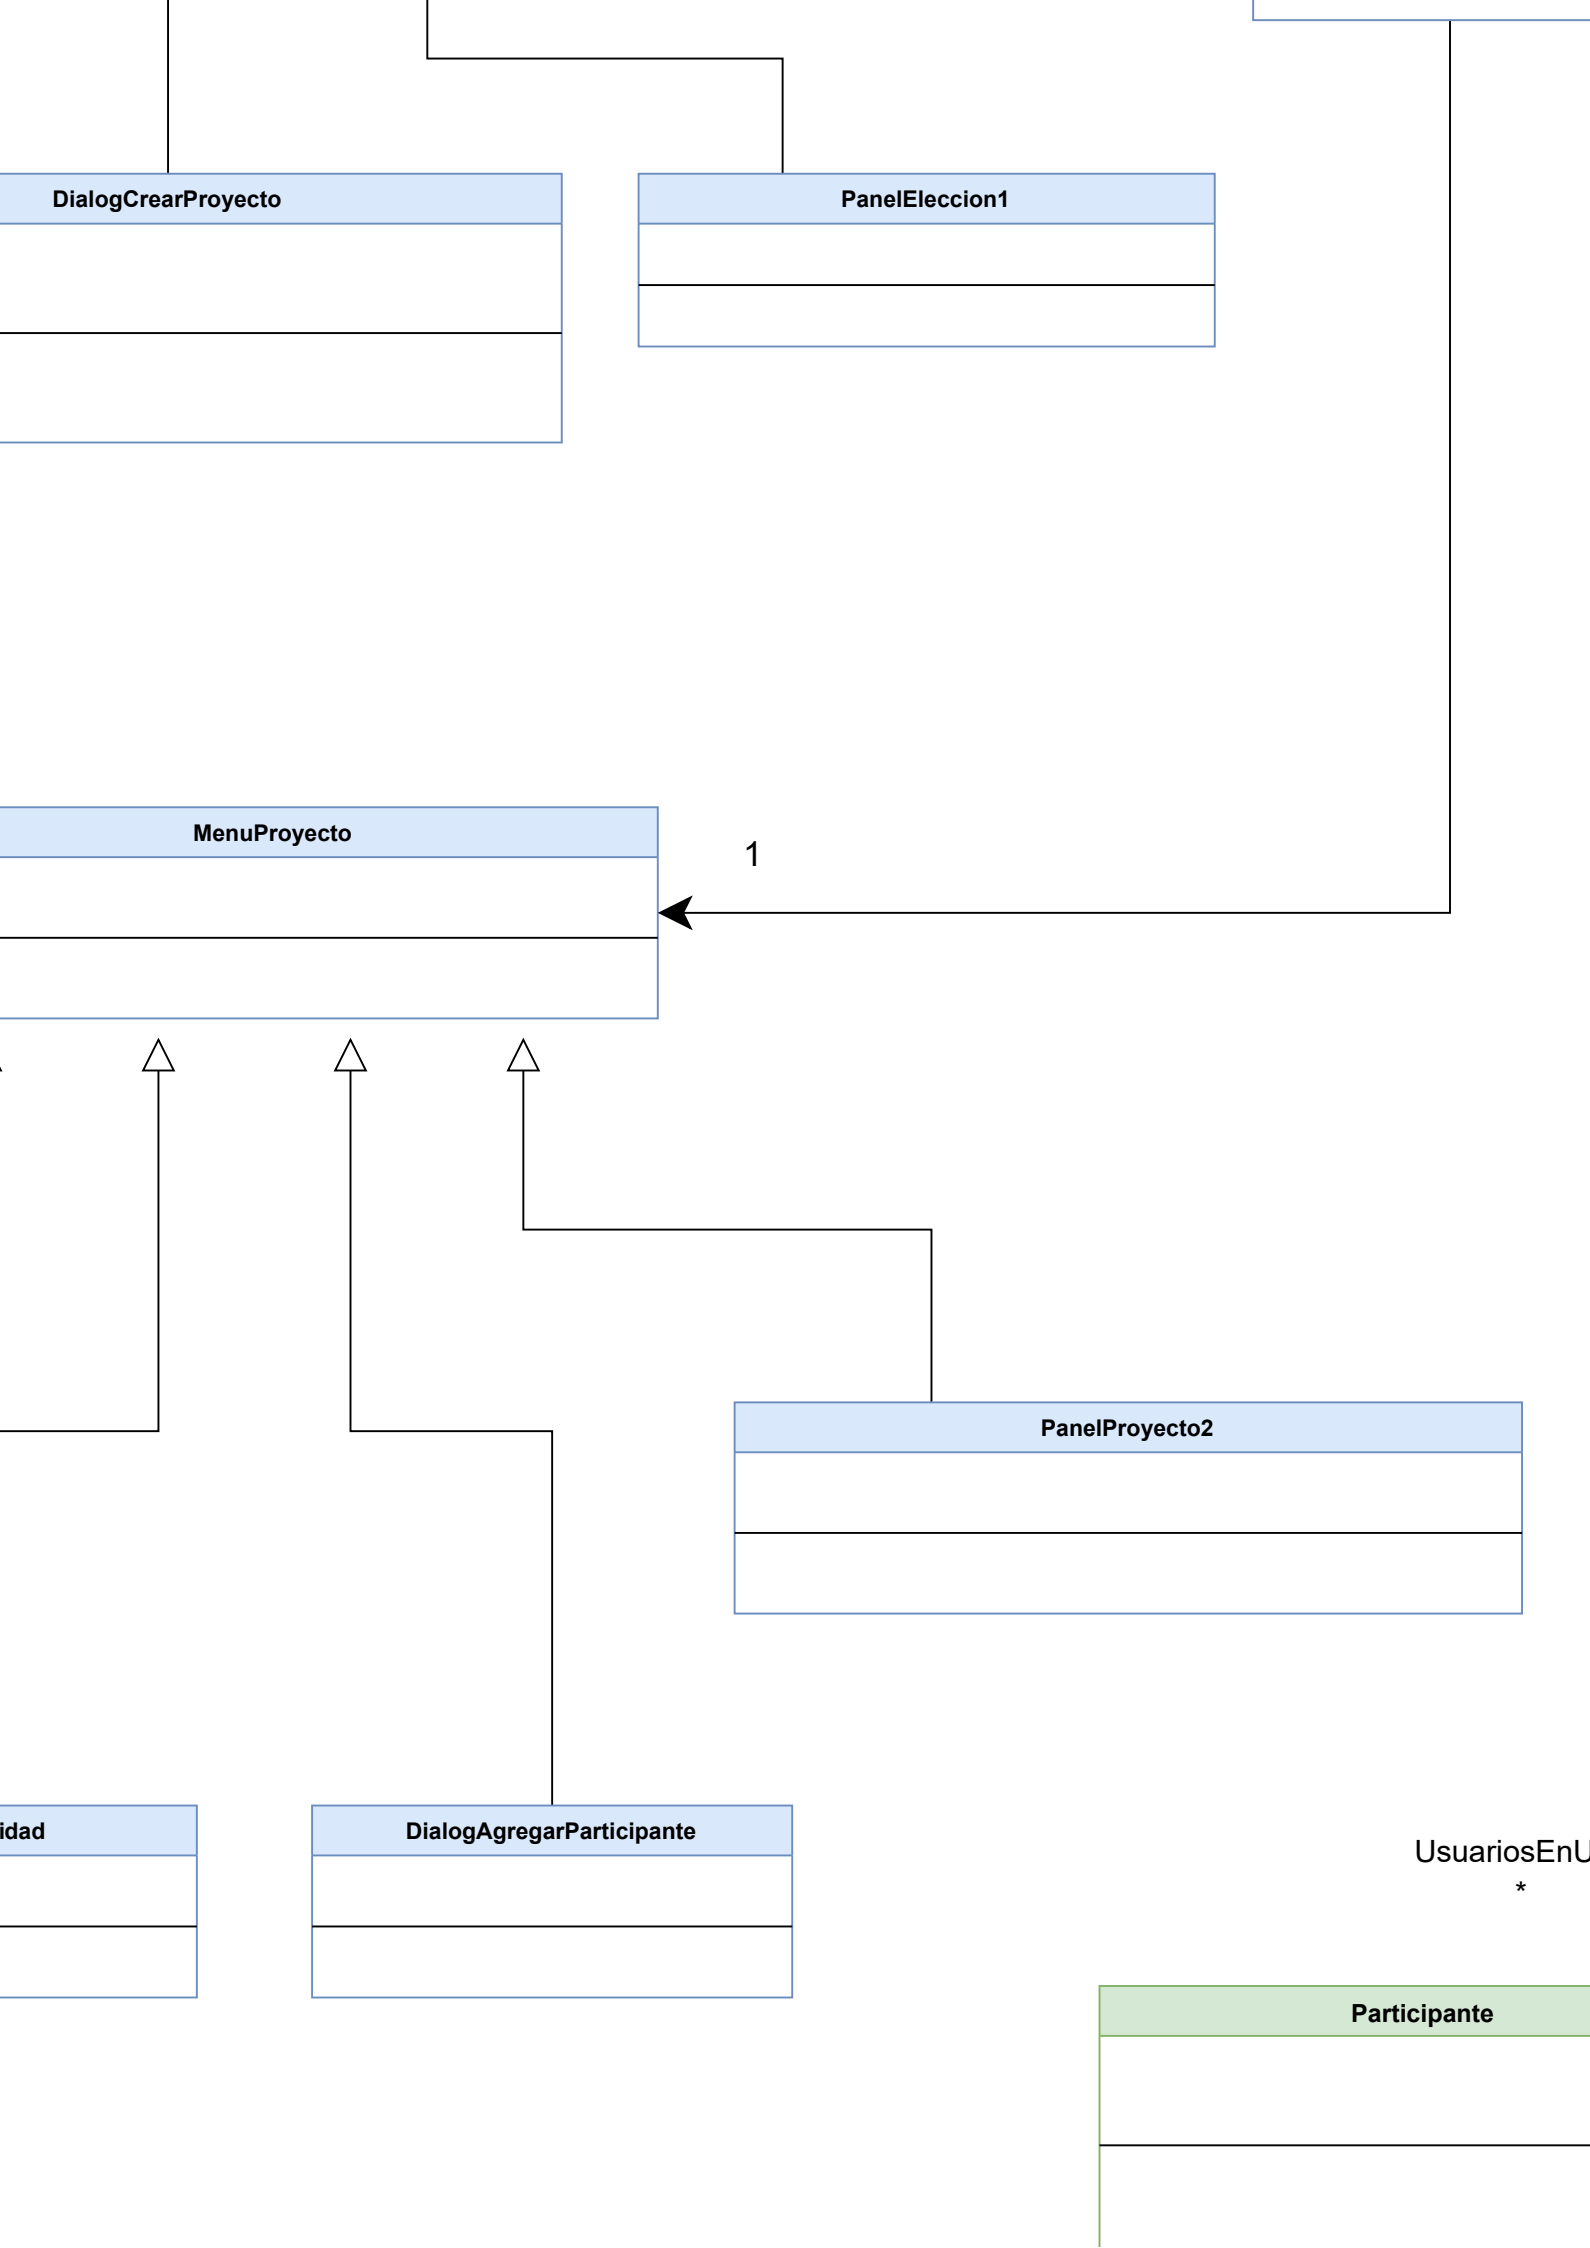 DialogCrearProyecto
PanelEleccion1
MenuProyecto
1
PanelProyecto2
idad
DialogAgregarParticipante
UsuariosEnU
*
Participante